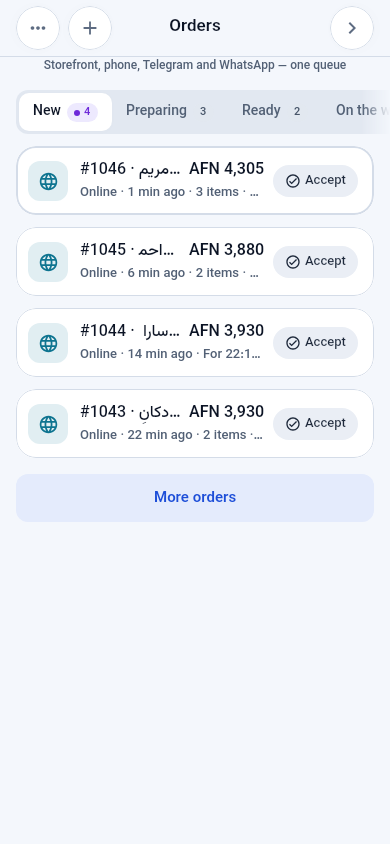 Orders
Storefront, phone, Telegram and WhatsApp — one queue
New 4 Preparing 3 Ready 2 On the w
#1046 · مریم… AFN 4,305
Online · 1 min ago · 3 items · …
Accept
#1045 · احم… AFN 3,880
Online · 6 min ago · 2 items · …
Accept
#1044 · سارا… AFN 3,930
Online · 14 min ago · For 22:1…
Accept
#1043 · دکانِ… AFN 3,930
Online · 22 min ago · 2 items ·…
Accept
More orders